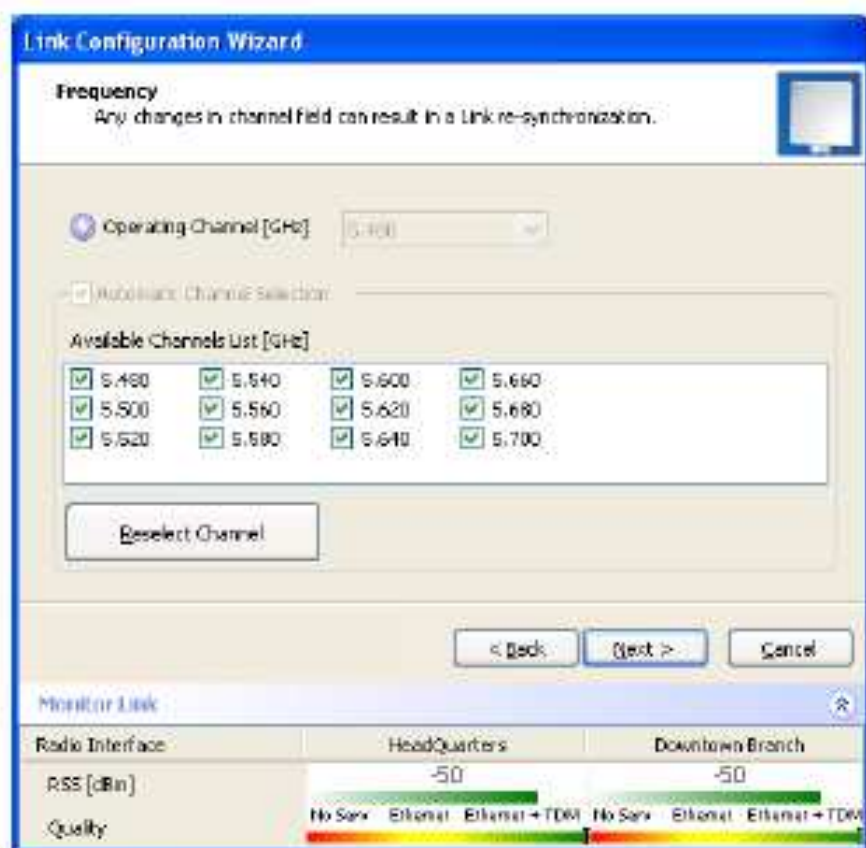 Link Configuration Wizard
Frequency
Any changes in channel field can result in a Link re-synchronization.
Operating Channel [GHz]
Automatic Channel Selection
Available Channels List [GHz]
5.480 5.540 5.600 5.660
5.500 5.560 5.620 5.680
5.520 5.580 5.640 5.700
Reselect Channel
< Back Next > Cancel
Monitor Link
Radio Interface HeadQuarters Downtown Branch
RSS [dBm] -50 -50
Quality No Serv Ethernet Ethernet + TDM No Serv Ethernet Ethernet + TDM